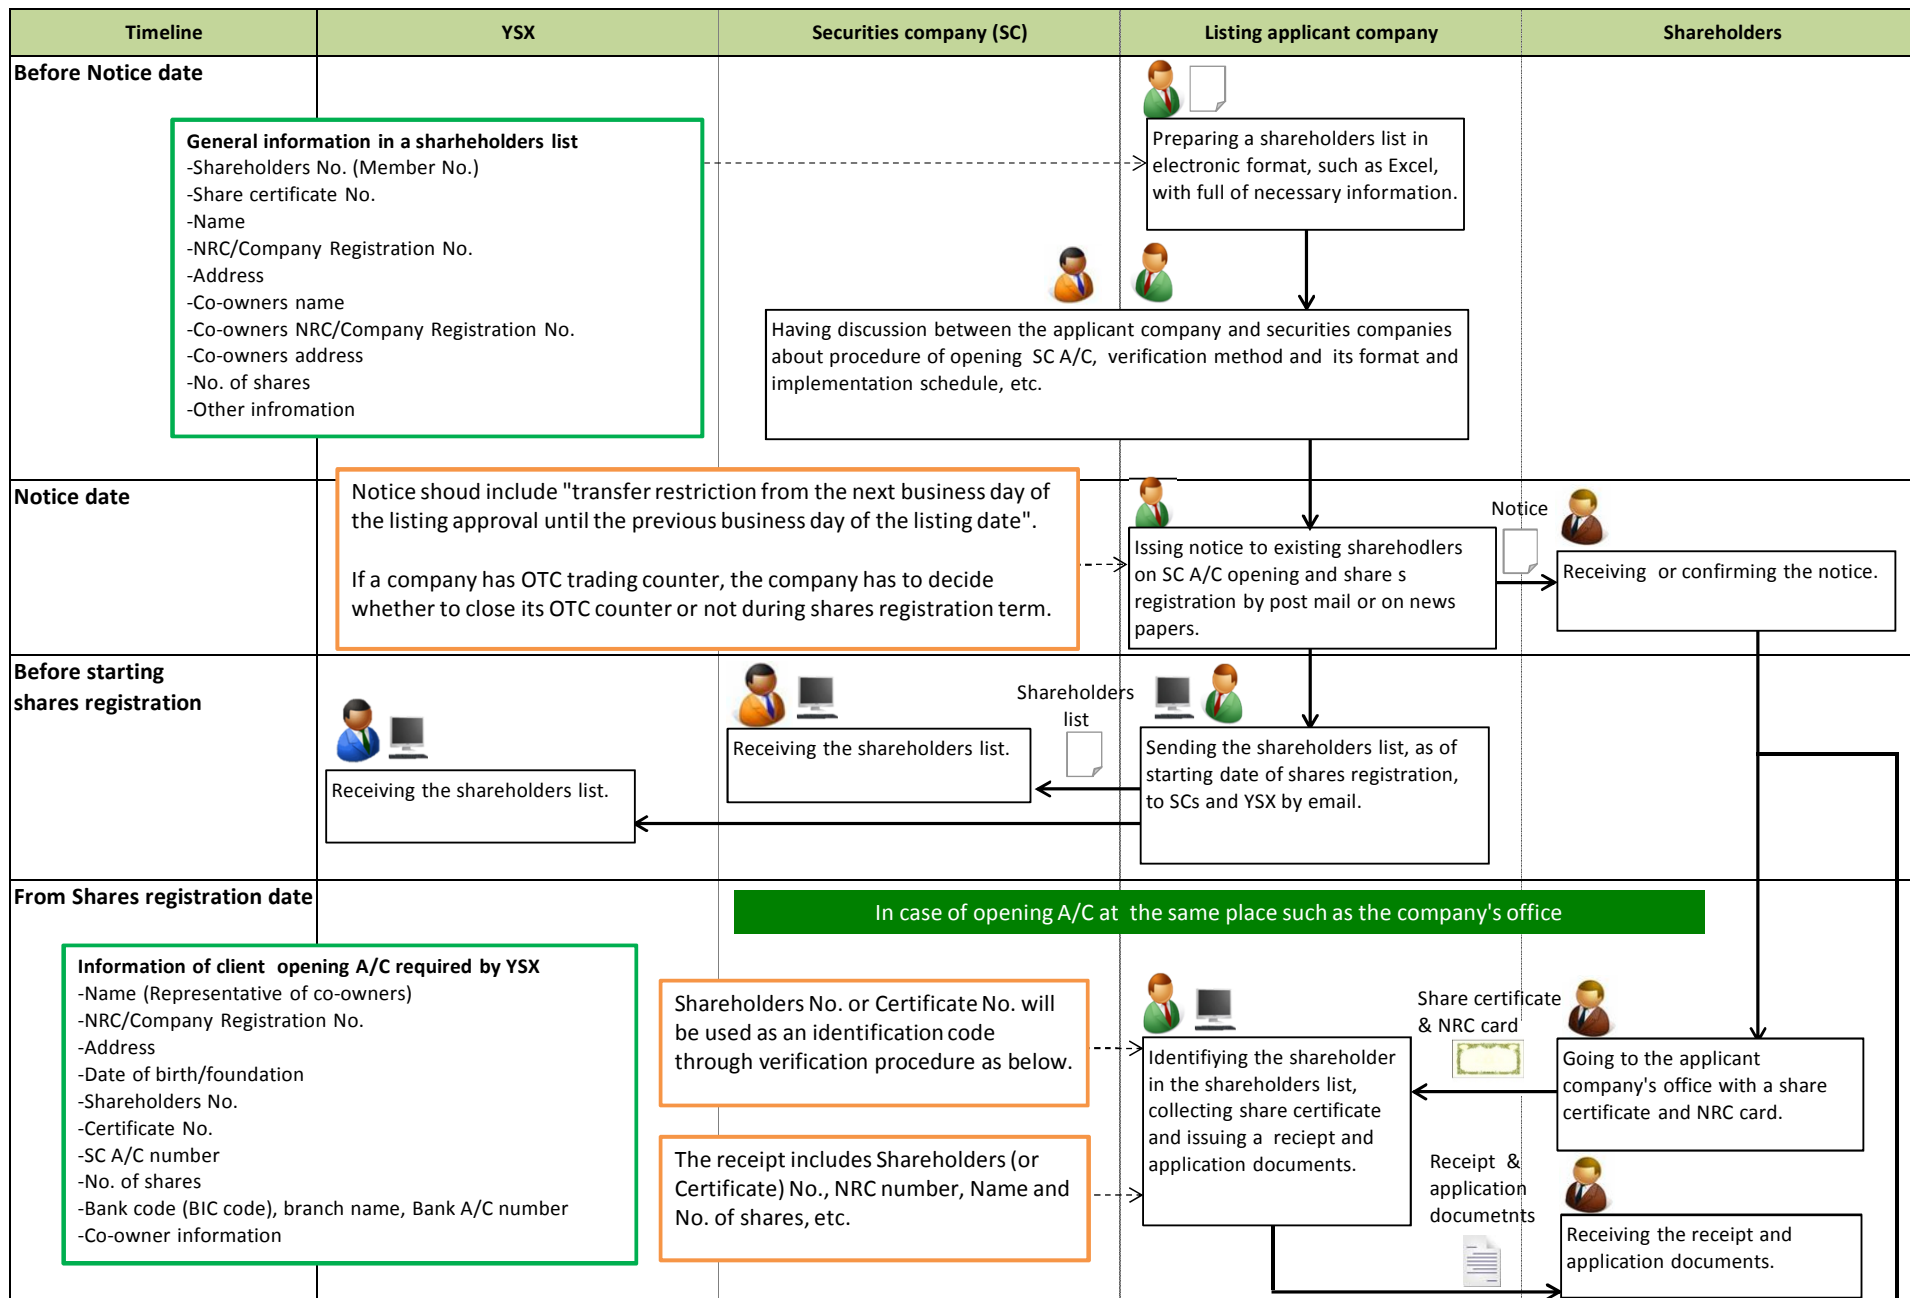 Timeline
YSX
Securities company (SC)
Listing applicant company
Shareholders
Before Notice date
General information in a sharheholders list
-Shareholders No. (Member No.)
-Share certificate No.
-Name
-NRC/Company Registration No.
-Address
-Co-owners name
-Co-owners NRC/Company Registration No.
-Co-owners address
-No. of shares
-Other infromation
Preparing a shareholders list in
electronic format, such as Excel,
with full of necessary information.
Having discussion between the applicant company and securities companies
about procedure of opening SC A/C, verification method and its format and
implementation schedule, etc.
Notice date
Notice shoud include "transfer restriction from the next business day of
the listing approval until the previous business day of the listing date".
If a company has OTC trading counter, the company has to decide
whether to close its OTC counter or not during shares registration term.
Issing notice to existing sharehodlers
on SC A/C opening and share s
registration by post mail or on news
papers.
Notice
Receiving or confirming the notice.
Before starting
shares registration
Receiving the shareholders list.
Receiving the shareholders list.
Shareholders
list
Sending the shareholders list, as of
starting date of shares registration,
to SCs and YSX by email.
From Shares registration date
In case of opening A/C at the same place such as the company's office
Information of client opening A/C required by YSX
-Name (Representative of co-owners)
-NRC/Company Registration No.
-Address
-Date of birth/foundation
-Shareholders No.
-Certificate No.
-SC A/C number
-No. of shares
-Bank code (BIC code), branch name, Bank A/C number
-Co-owner information
Shareholders No. or Certificate No. will
be used as an identification code
through verification procedure as below.
The receipt includes Shareholders (or
Certificate) No., NRC number, Name and
No. of shares, etc.
Identifiying the shareholder
in the shareholders list,
collecting share certificate
and issuing a reciept and
application documents.
Share certificate
& NRC card
Going to the applicant
company's office with a share
certificate and NRC card.
Receipt &
application
documetnts
Receiving the receipt and
application documents.